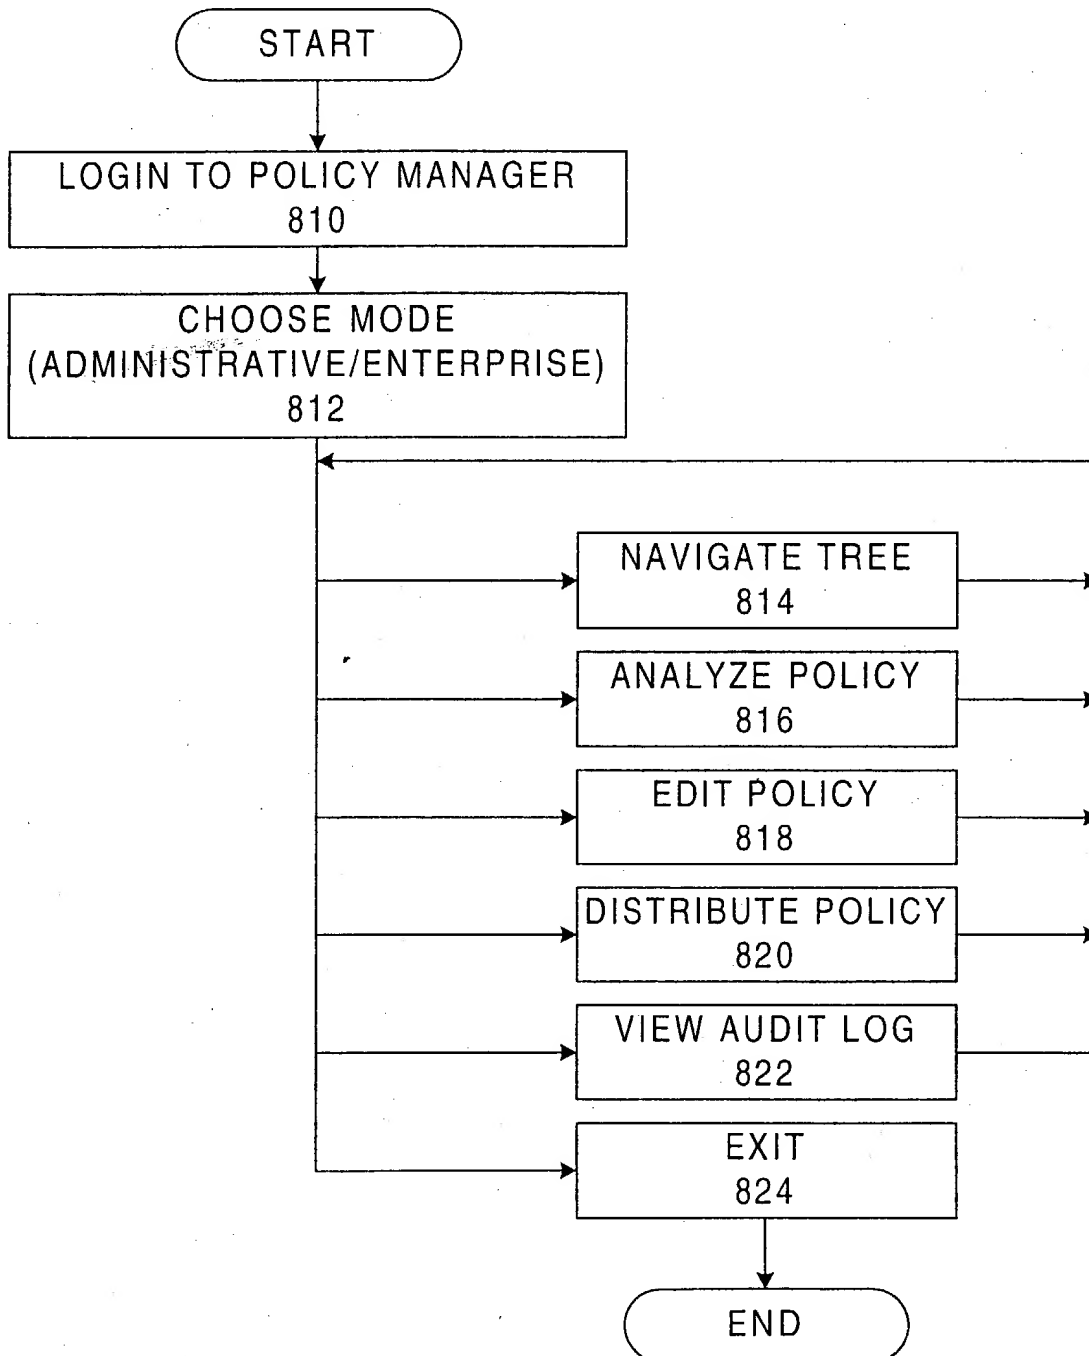 START
LOGIN TO POLICY MANAGER
810
CHOOSE MODE
(ADMINISTRATIVE/ENTERPRISE)
812
NAVIGATE TREE
814
ANALYZE POLICY
816
EDIT POLICY
818
DISTRIBUTE POLICY
820
VIEW AUDIT LOG
822
EXIT
824
END